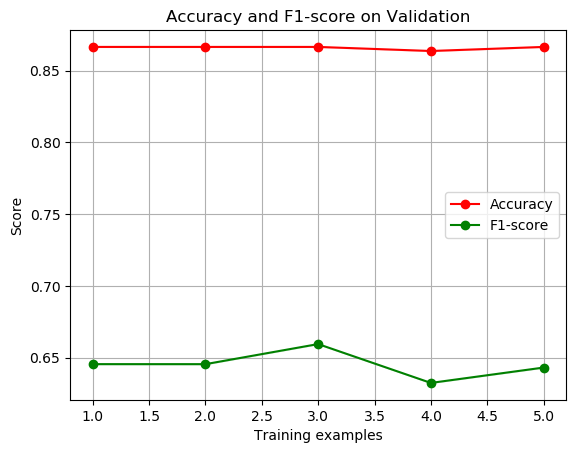 Accuracy and F1-score on Validation
0.85
0.80
0.75
0.70
0.65
Score
Accuracy
F1-score
1.0 1.5 2.0 2.5 3.0 3.5 4.0 4.5 5.0
Training examples